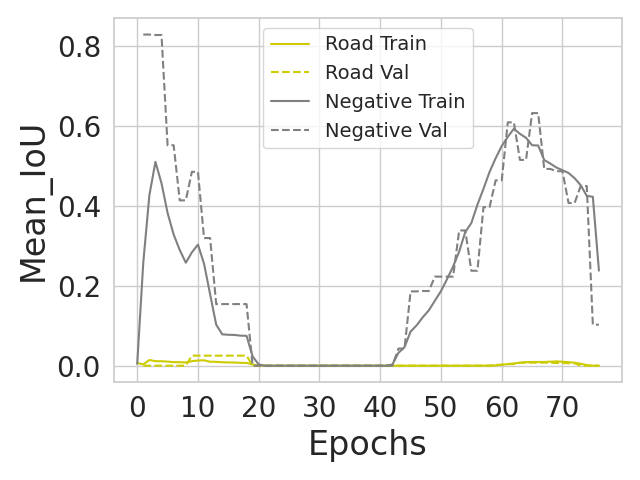 Road Train
Road Val
Negative Train
Negative Val
Mean_IoU
0.8
0.6
0.4
0.2
0.0
0 10 20 30 40 50 60 70
Epochs